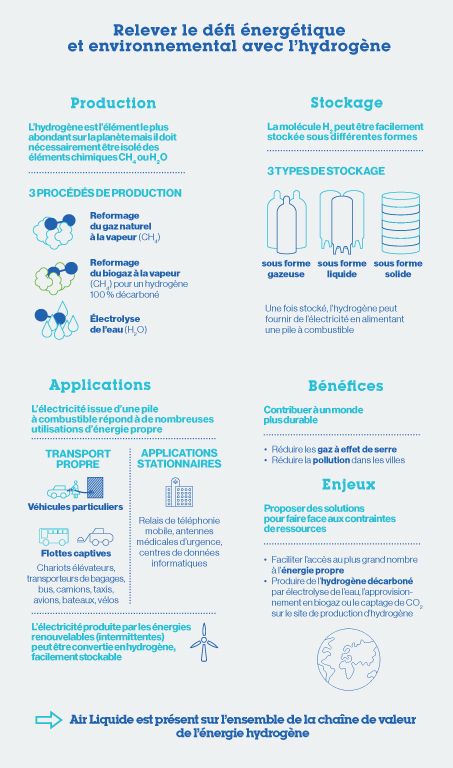 Relever le défi énergétique
et environnemental avec l'hydrogène
Production
L'hydrogène est l'élément le plus
abondant sur la planète mais il doit
nécessairement être isolé des
éléments chimiques CH₄ ou H₂O
3 PROCÉDÉS DE PRODUCTION
Reformage
du gaz naturel
à la vapeur (CH₄)
Reformage
du biogaz à la vapeur
(CH₄) pour un hydrogène
100 % décarboné
Électrolyse
de l'eau (H₂O)
Stockage
La molécule H₂ peut être facilement
stockée sous différentes formes
3 TYPES DE STOCKAGE
sous forme
gazeuse
sous forme
liquide
sous forme
solide
Une fois stocké, l'hydrogène peut
fournir de l'électricité en alimentant
une pile à combustible
Applications
L'électricité issue d'une pile
à combustible répond à de nombreuses
utilisations d'énergie propre
TRANSPORT
PROPRE
Véhicules particuliers
Flottes captives
Chariots élévateurs,
transporteurs de bagages,
bus, camions, taxis,
avions, bateaux, vélos
APPLICATIONS
STATIONNAIRES
Relais de téléphonie
mobile, antennes
médicales d'urgence,
centres de données
informatiques
L'électricité produite par les énergies
renouvelables (intermittentes)
peut être convertie en hydrogène,
facilement stockable
Bénéfices
Contribuer à un monde
plus durable
• Réduire les gaz à effet de serre
• Réduire la pollution dans les villes
Enjeux
Proposer des solutions
pour faire face aux contraintes
de ressources
• Faciliter l'accès au plus grand nombre
à l'énergie propre
• Produire de l'hydrogène décarboné
par électrolyse de l'eau, l'approvision-
nement en biogaz ou le captage de CO₂
sur le site de production d'hydrogène
Air Liquide est présent sur l'ensemble de la chaîne de valeur
de l'énergie hydrogène